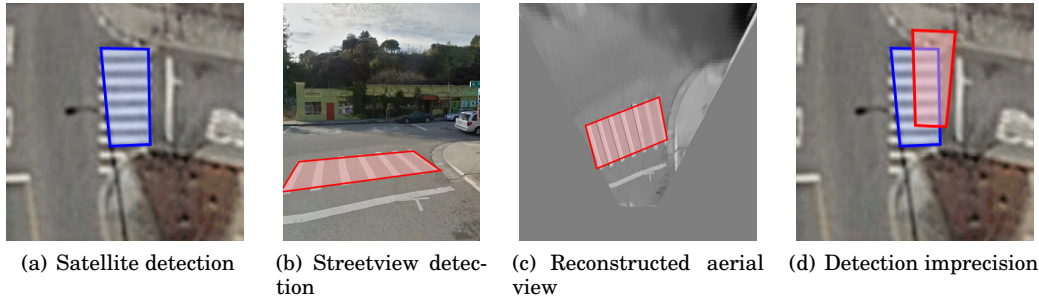 (a) Satellite detection
(b) Streetview detec-
tion
(c) Reconstructed aerial
view
(d) Detection imprecision